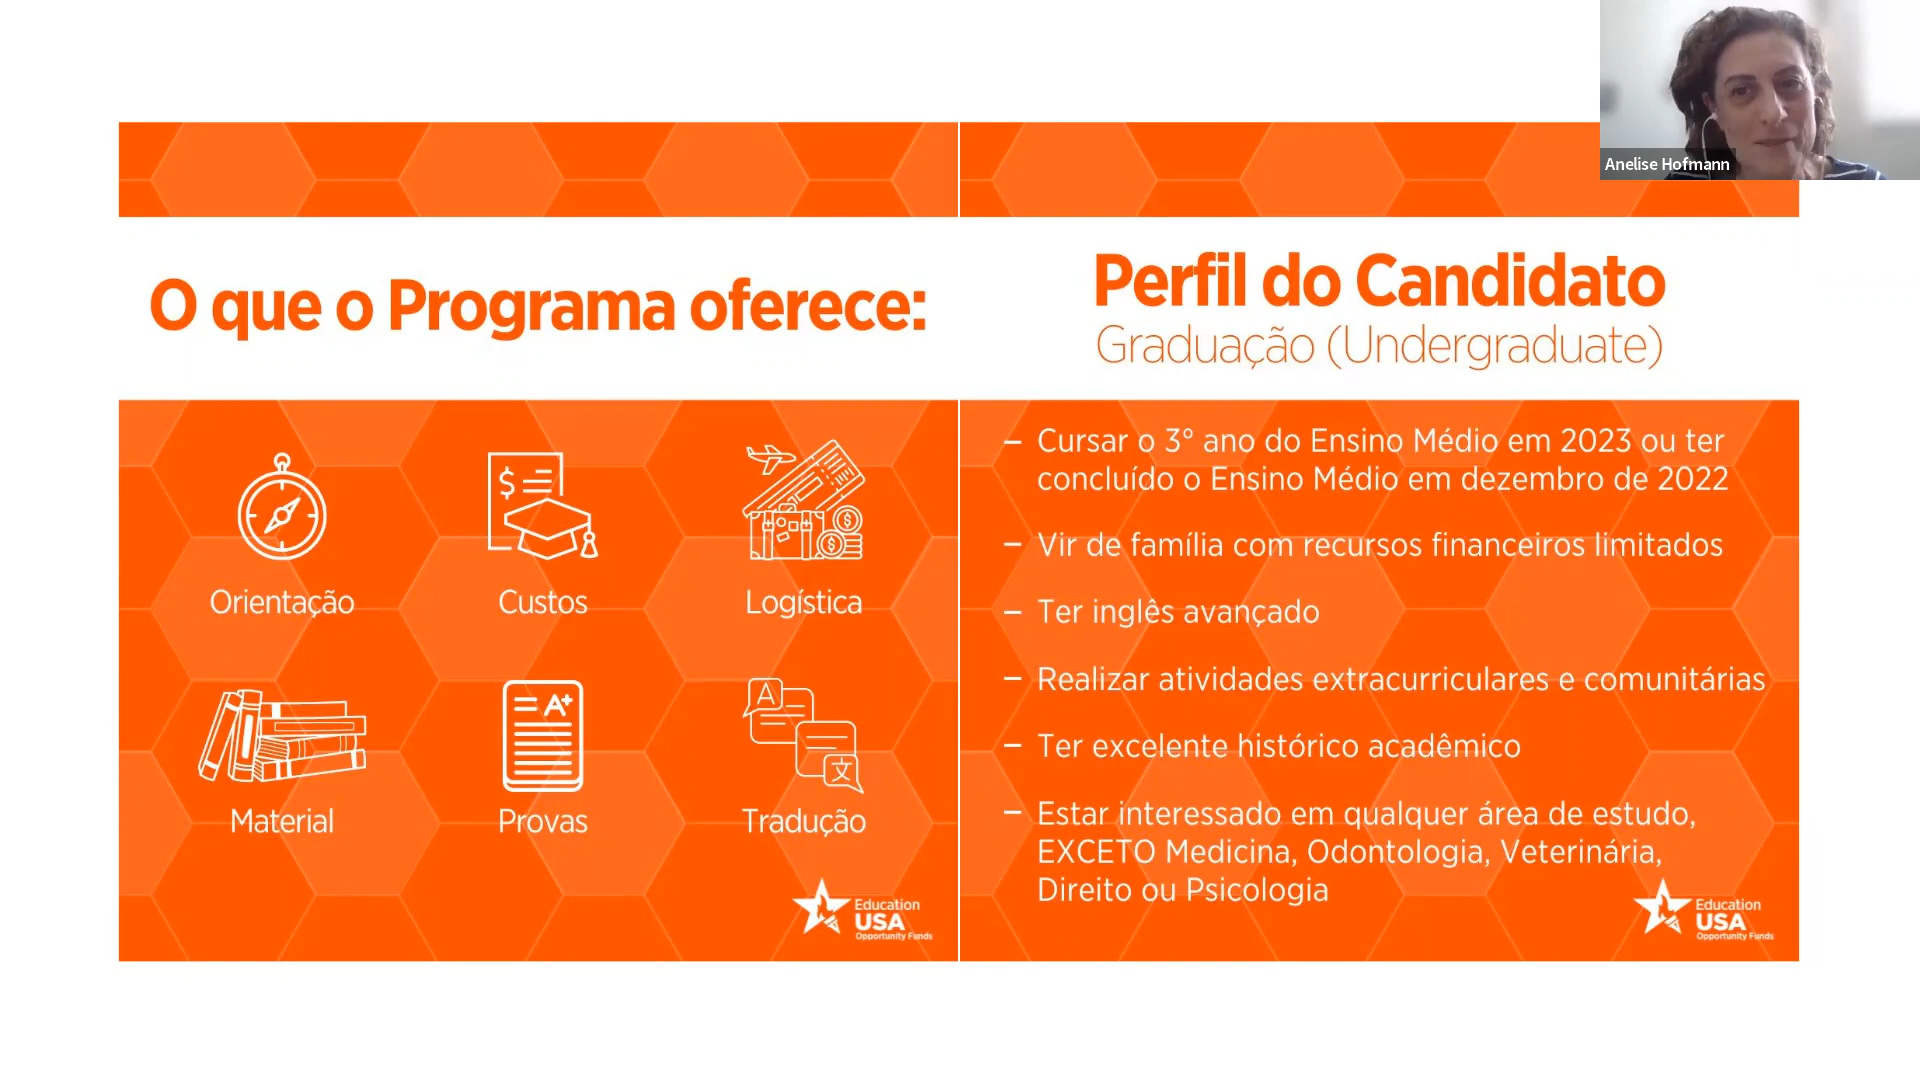 Anelise Hofmann
O que o Programa oferece:
$
Orientação
Custos
$
$
Logística
A+
A
文
Material
Provas
Tradução
Education
USA
Opportunity Funds
Perfil do Candidato
Graduação (Undergraduate)
– Cursar o 3º ano do Ensino Médio em 2023 ou ter
concluído o Ensino Médio em dezembro de 2022
– Vir de família com recursos financeiros limitados
– Ter inglês avançado
– Realizar atividades extracurriculares e comunitárias
– Ter excelente histórico acadêmico
– Estar interessado em qualquer área de estudo,
EXCETO Medicina, Odontologia, Veterinária,
Direito ou Psicologia
Education
USA
Opportunity Funds